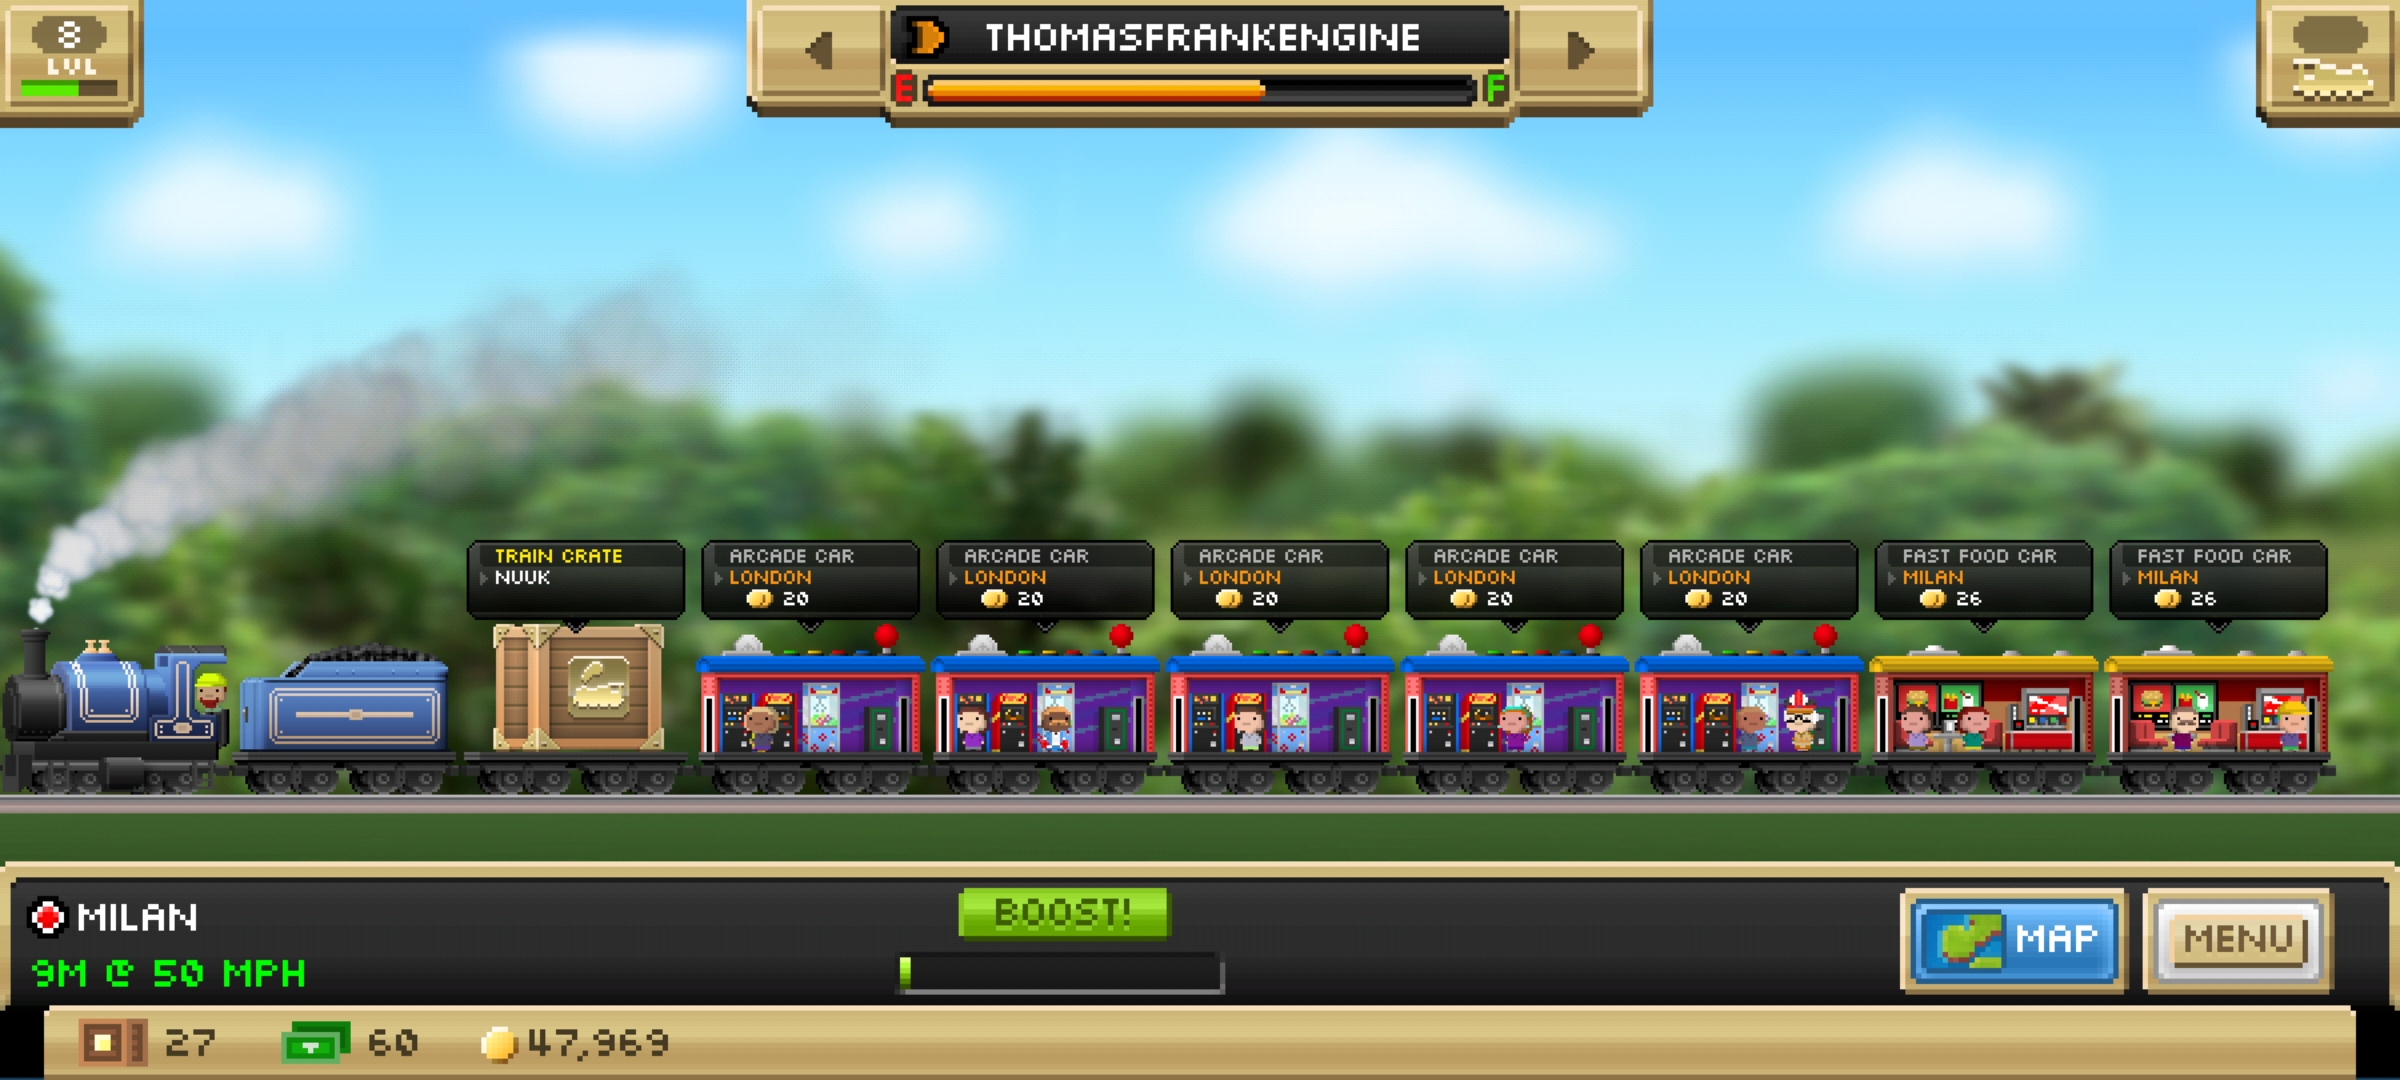 8
LVL
THOMASFRANKENGINE
E
F
TRAIN CRATE
NUUK
ARCADE CAR
LONDON
20
ARCADE CAR
LONDON
20
ARCADE CAR
LONDON
20
ARCADE CAR
LONDON
20
ARCADE CAR
LONDON
20
FAST FOOD CAR
MILAN
26
FAST FOOD CAR
MILAN
26
MILAN
9M @ 50 MPH
BOOST!
MAP
MENU
27
60
47,969